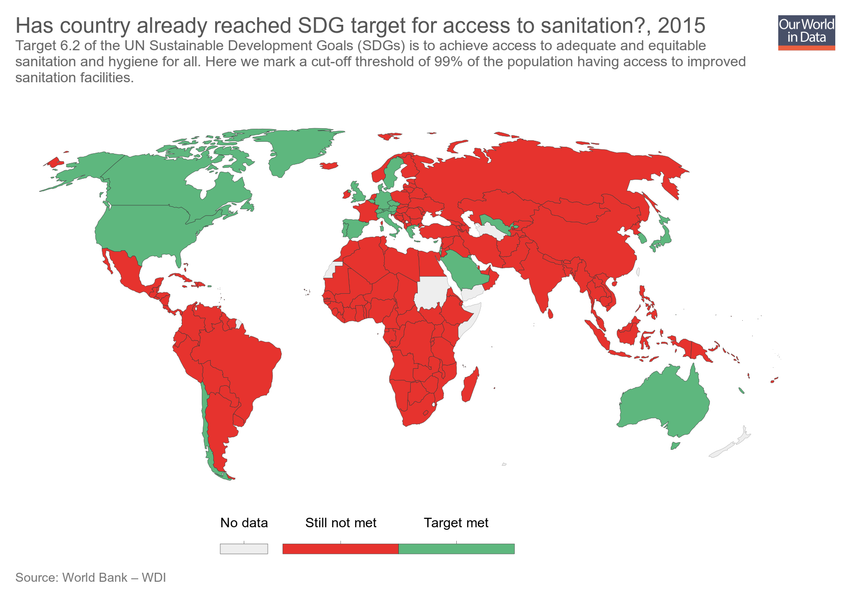 Has country already reached SDG target for access to sanitation?, 2015
Our World
in Data
Target 6.2 of the UN Sustainable Development Goals (SDGs) is to achieve access to adequate and equitable
sanitation and hygiene for all. Here we mark a cut-off threshold of 99% of the population having access to improved
sanitation facilities.
No data
Still not met
Target met
Source: World Bank – WDI